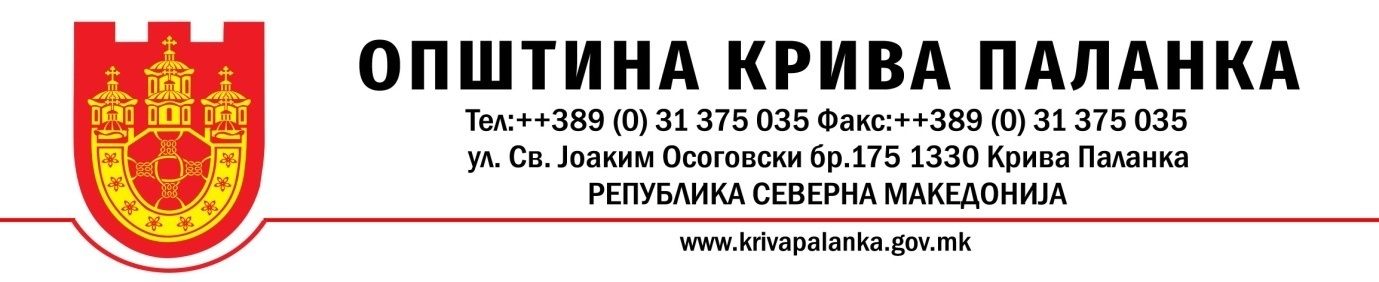 ОПШТИНА КРИВА ПАЛАНКА
Тел:++389 (0) 31 375 035 Факс:++389 (0) 31 375 035
ул. Св. Јоаким Осоговски бр.175 1330 Крива Паланка
РЕПУБЛИКА СЕВЕРНА МАКЕДОНИЈА
www.krivapalanka.gov.mk